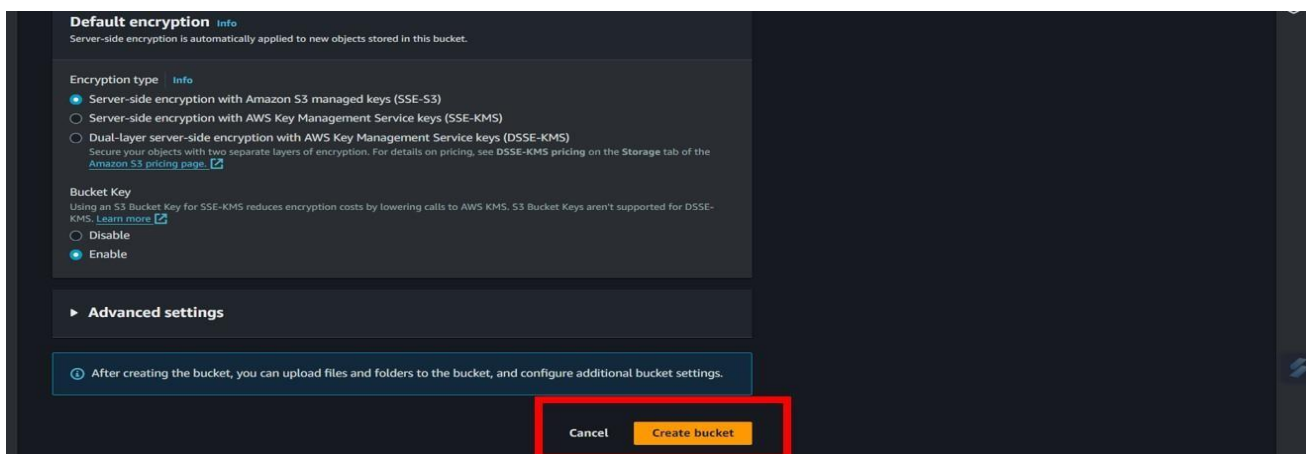 Default encryption Info
Server-side encryption is automatically applied to new objects stored in this bucket.
Encryption type Info
Server-side encryption with Amazon S3 managed keys (SSE-S3)
Server-side encryption with AWS Key Management Service keys (SSE-KMS)
Dual-layer server-side encryption with AWS Key Management Service keys (DSSE-KMS)
Secure your objects with two separate layers of encryption. For details on pricing, see DSSE-KMS pricing on the Storage tab of the
Amazon S3 pricing page.
Bucket Key
Using an S3 Bucket Key for SSE-KMS reduces encryption costs by lowering calls to AWS KMS. S3 Bucket Keys aren't supported for DSSE-
KMS. Learn more
Disable
Enable
Advanced settings
After creating the bucket, you can upload files and folders to the bucket, and configure additional bucket settings.
Cancel Create bucket